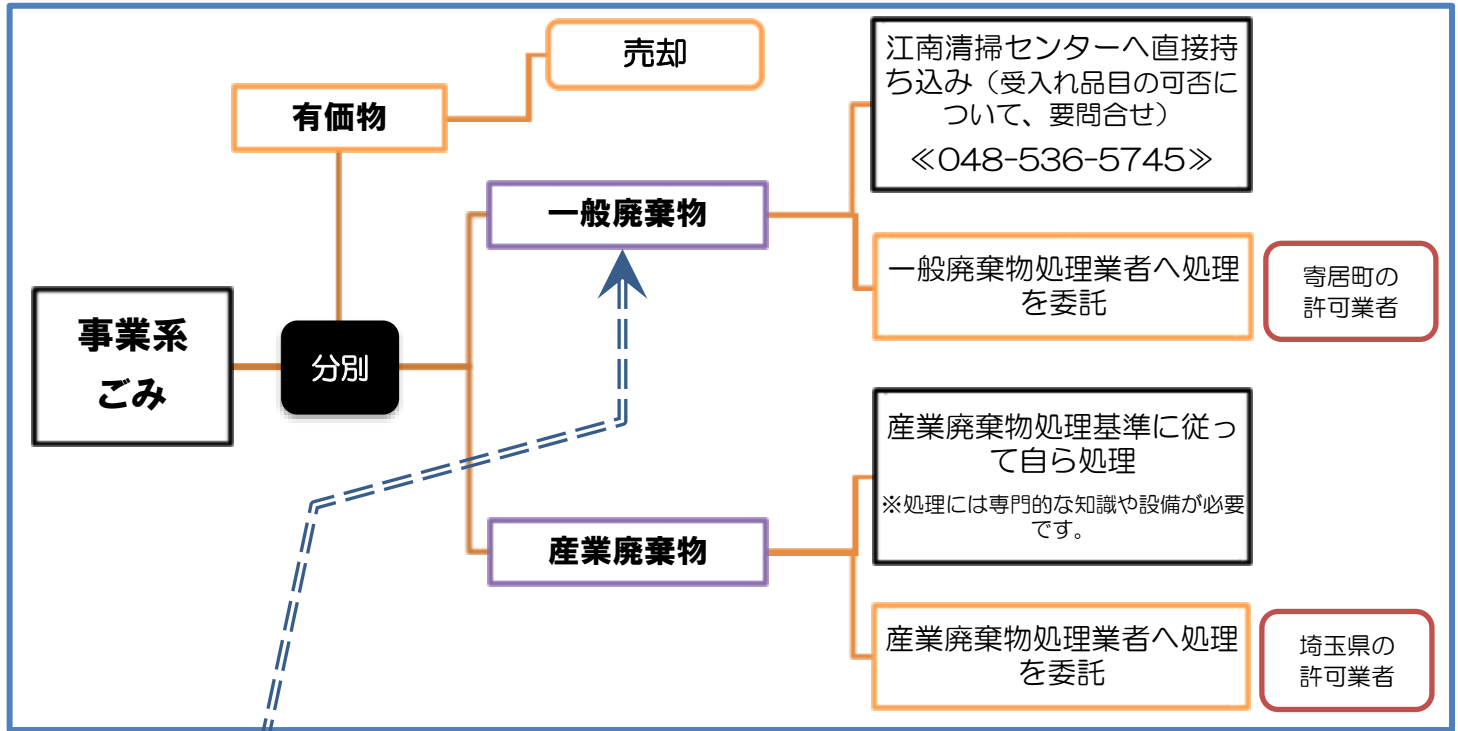 事業系
ごみ
分別
有価物
売却
一般廃棄物
江南清掃センターへ直接持
ち込み（受入れ品目の可否に
ついて、要問合せ）
≪048-536-5745≫
一般廃棄物処理業者へ処理
を委託
寄居町の
許可業者
産業廃棄物
産業廃棄物処理基準に従っ
て自ら処理
※処理には専門的な知識や設備が必要
です。
産業廃棄物処理業者へ処理
を委託
埼玉県の
許可業者